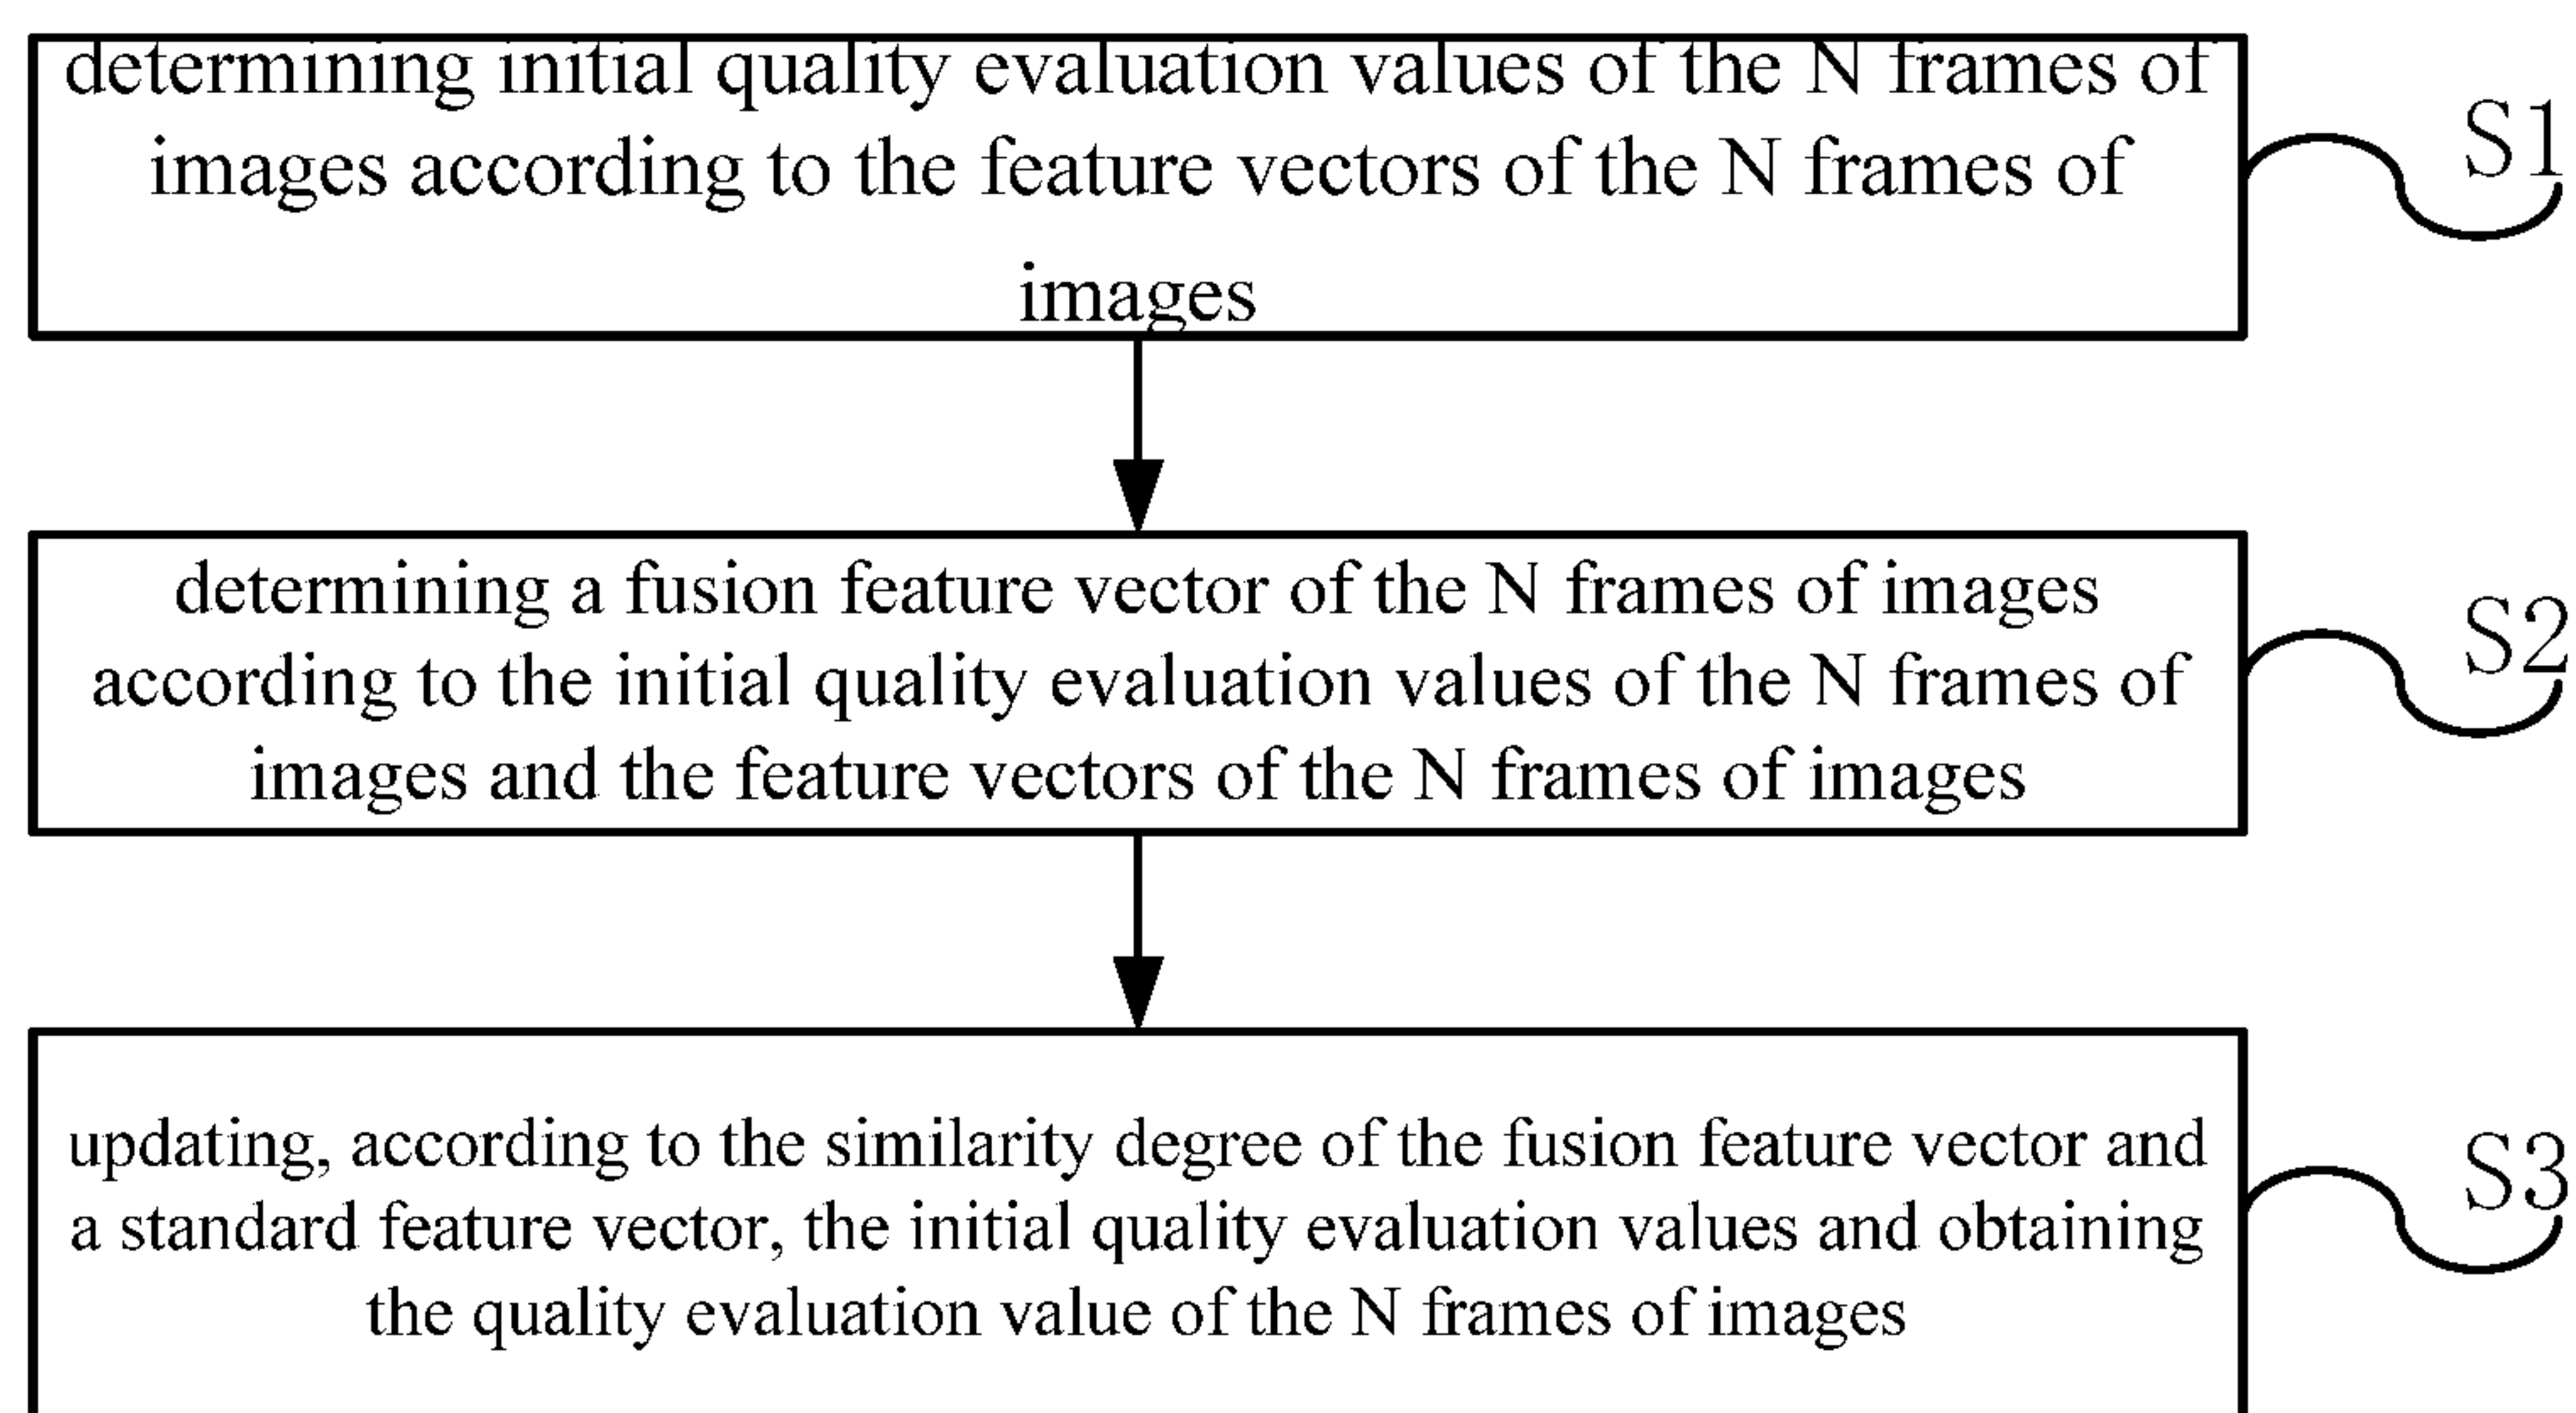 determining initial quality evaluation values of the N frames of
images according to the feature vectors of the N frames of
images
S1
determining a fusion feature vector of the N frames of images
according to the initial quality evaluation values of the N frames of
images and the feature vectors of the N frames of images
S2
updating, according to the similarity degree of the fusion feature vector and
a standard feature vector, the initial quality evaluation values and obtaining
the quality evaluation value of the N frames of images
S3